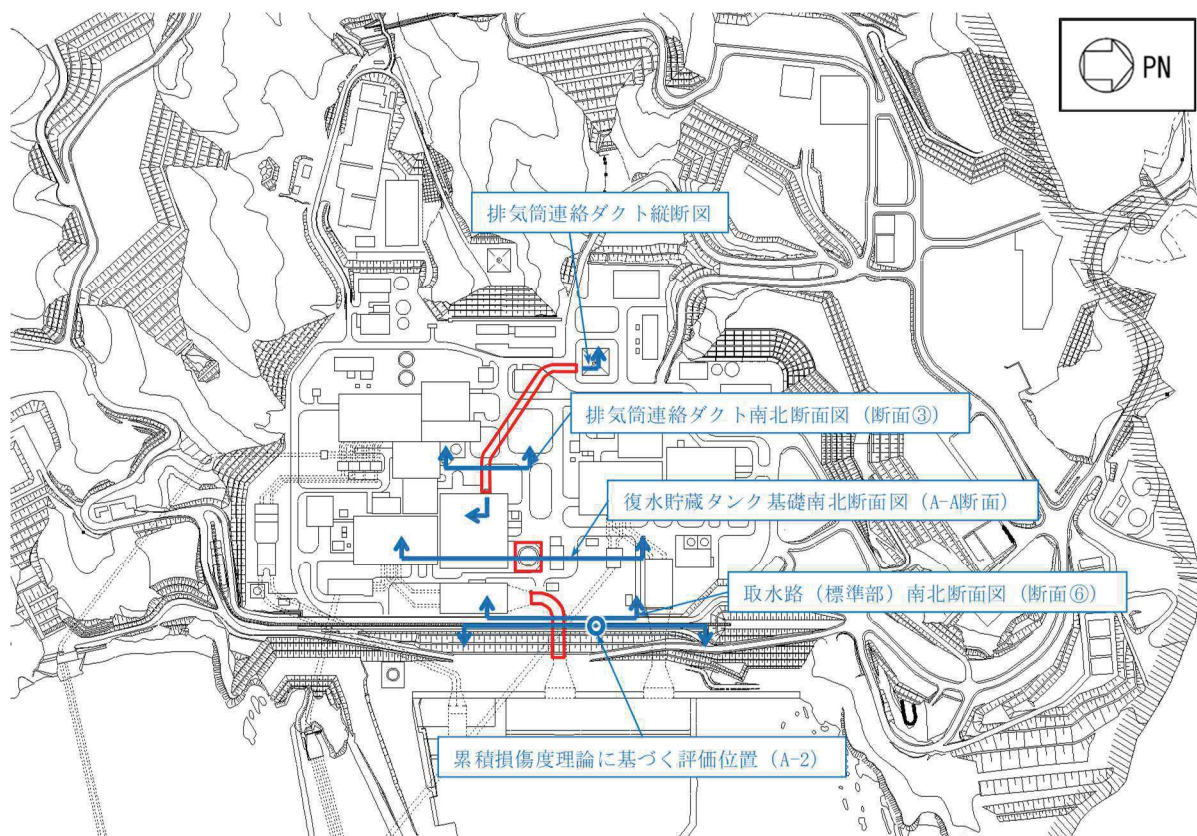 PN
排気筒連絡ダクト縦断図
排気筒連絡ダクト南北断面図（断面③）
復水貯蔵タンク基礎南北断面図（A-A断面）
取水路（標準部）南北断面図（断面⑥）
累積損傷度理論に基づく評価位置（A-2）